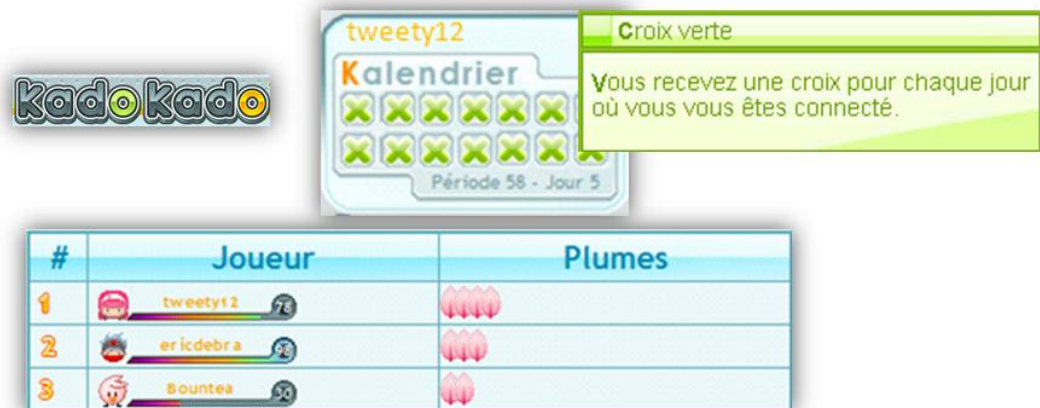 KadoKado
tweety12
Kalendrier
Période 58 - Jour 5
Croix verte
Vous recevez une croix pour chaque jour
où vous vous êtes connecté.
# Joueur Plumes
1 tweety12
2 ericdebra
3 Bountea